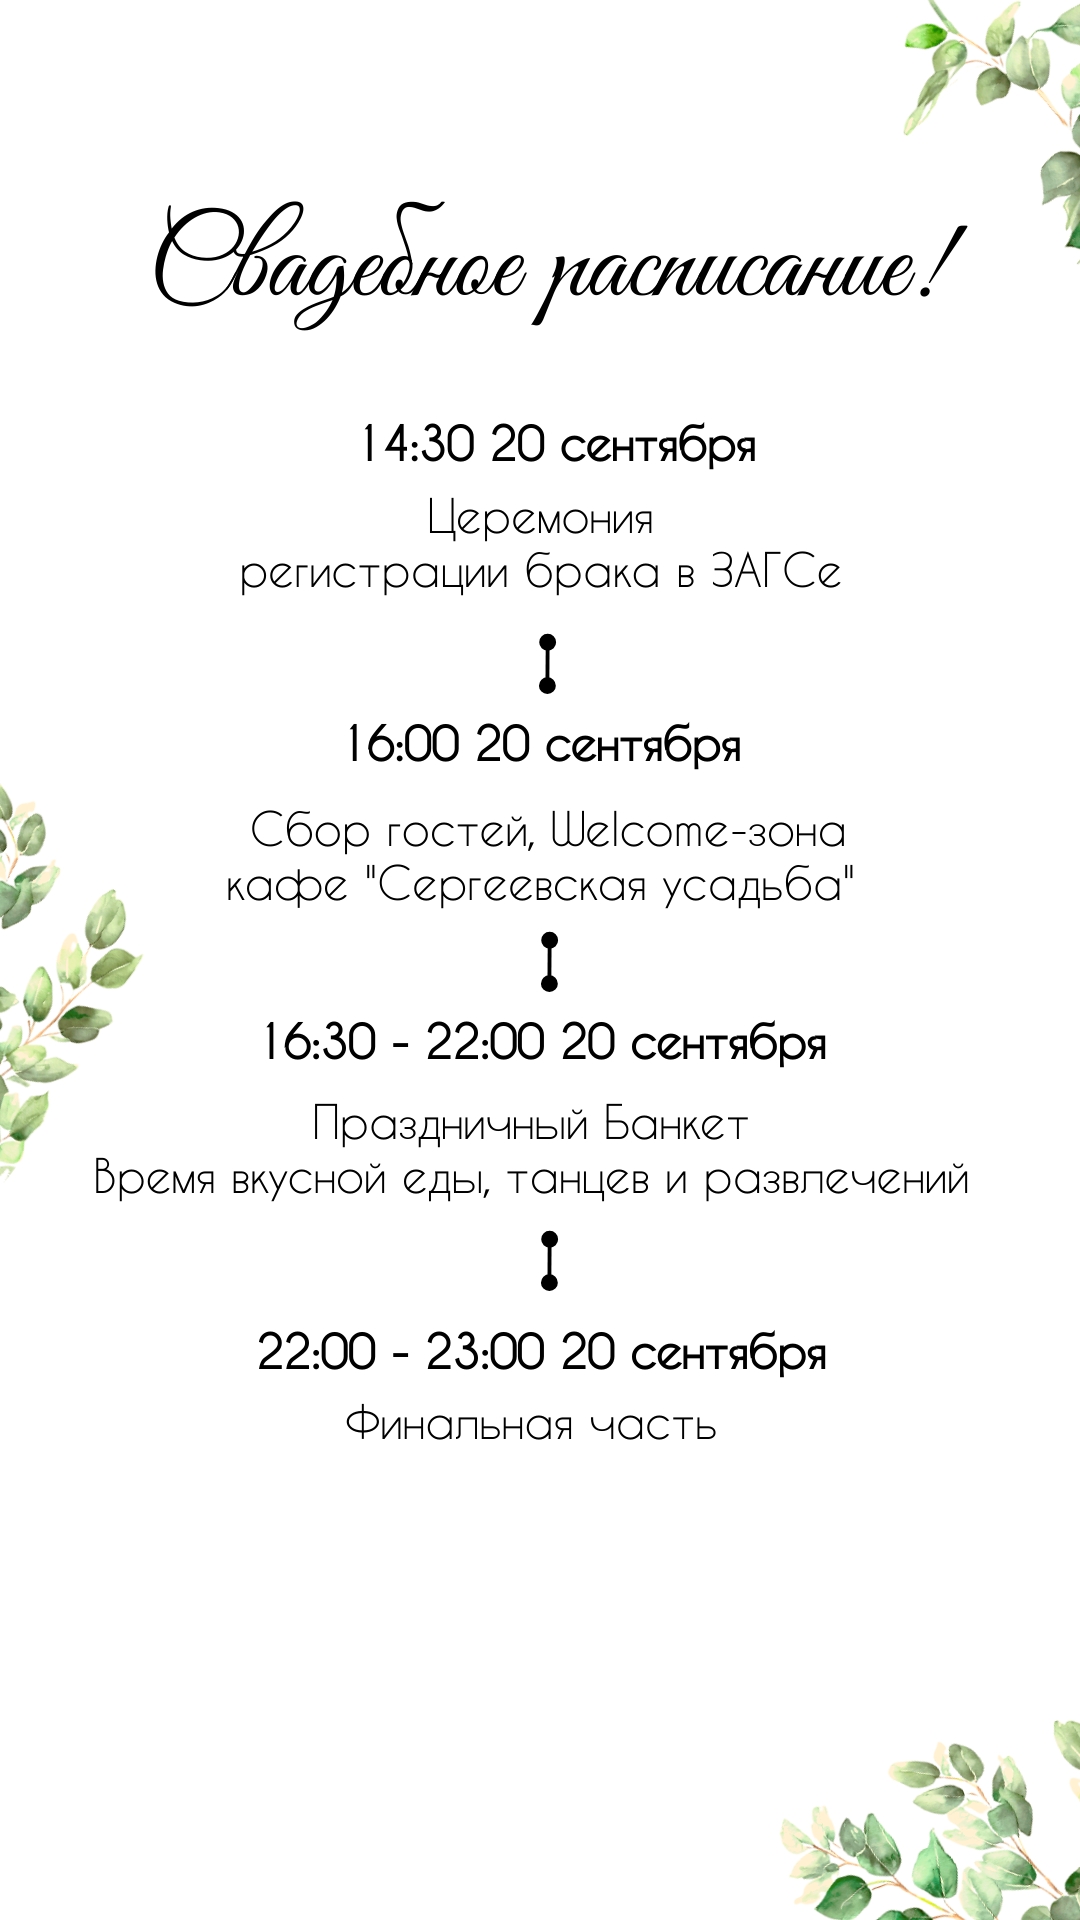 Свадебное расписание!
14:30 20 сентября
Церемония
регистрации брака в ЗАГСе
16:00 20 сентября
Сбор гостей, Welcome-зона
кафе "Сергеевская усадьба"
16:30 - 22:00 20 сентября
Праздничный Банкет
Время вкусной еды, танцев и развлечений
22:00 - 23:00 20 сентября
Финальная часть